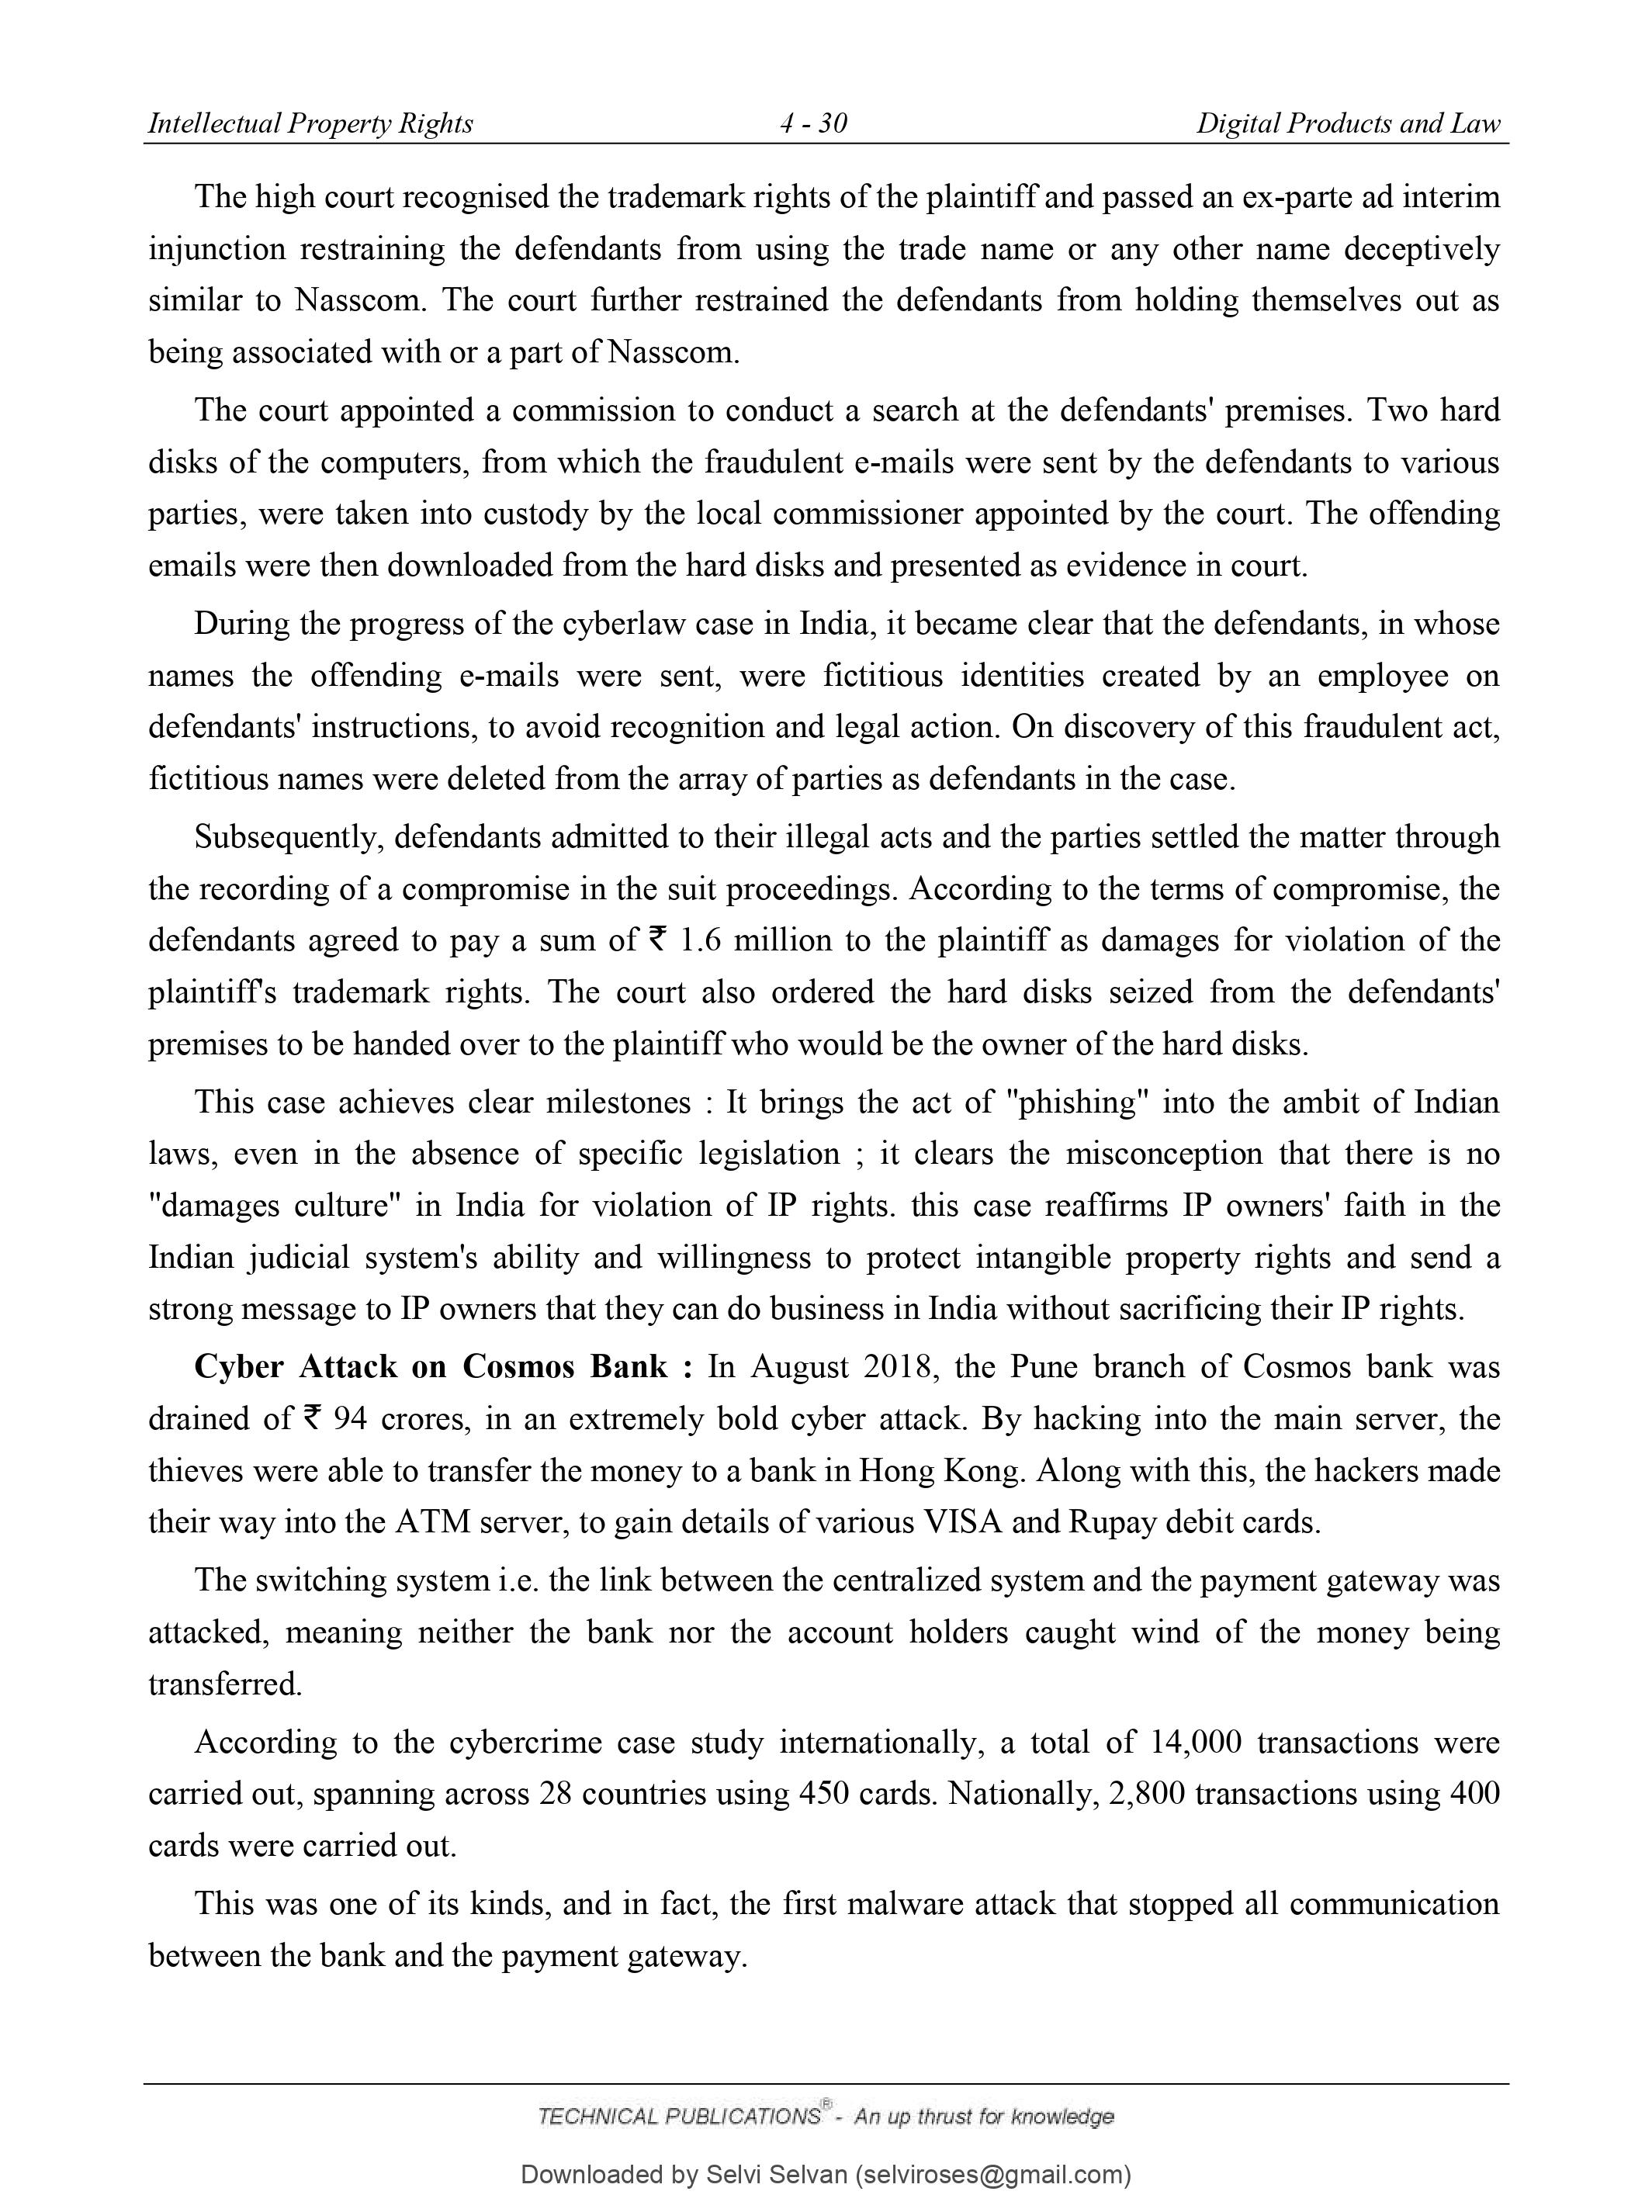 Intellectual Property Rights 4 - 30 Digital Products and Law
The high court recognised the trademark rights of the plaintiff and passed an ex-parte ad interim
injunction restraining the defendants from using the trade name or any other name deceptively
similar to Nasscom. The court further restrained the defendants from holding themselves out as
being associated with or a part of Nasscom.
The court appointed a commission to conduct a search at the defendants' premises. Two hard
disks of the computers, from which the fraudulent e-mails were sent by the defendants to various
parties, were taken into custody by the local commissioner appointed by the court. The offending
emails were then downloaded from the hard disks and presented as evidence in court.
During the progress of the cyberlaw case in India, it became clear that the defendants, in whose
names the offending e-mails were sent, were fictitious identities created by an employee on
defendants' instructions, to avoid recognition and legal action. On discovery of this fraudulent act,
fictitious names were deleted from the array of parties as defendants in the case.
Subsequently, defendants admitted to their illegal acts and the parties settled the matter through
the recording of a compromise in the suit proceedings. According to the terms of compromise, the
defendants agreed to pay a sum of ₹ 1.6 million to the plaintiff as damages for violation of the
plaintiff's trademark rights. The court also ordered the hard disks seized from the defendants'
premises to be handed over to the plaintiff who would be the owner of the hard disks.
This case achieves clear milestones : It brings the act of "phishing" into the ambit of Indian
laws, even in the absence of specific legislation ; it clears the misconception that there is no
"damages culture" in India for violation of IP rights. this case reaffirms IP owners' faith in the
Indian judicial system's ability and willingness to protect intangible property rights and send a
strong message to IP owners that they can do business in India without sacrificing their IP rights.
Cyber Attack on Cosmos Bank : In August 2018, the Pune branch of Cosmos bank was
drained of ₹ 94 crores, in an extremely bold cyber attack. By hacking into the main server, the
thieves were able to transfer the money to a bank in Hong Kong. Along with this, the hackers made
their way into the ATM server, to gain details of various VISA and Rupay debit cards.
The switching system i.e. the link between the centralized system and the payment gateway was
attacked, meaning neither the bank nor the account holders caught wind of the money being
transferred.
According to the cybercrime case study internationally, a total of 14,000 transactions were
carried out, spanning across 28 countries using 450 cards. Nationally, 2,800 transactions using 400
cards were carried out.
This was one of its kinds, and in fact, the first malware attack that stopped all communication
between the bank and the payment gateway.
TECHNICAL PUBLICATIONS® - An up thrust for knowledge
Downloaded by Selvi Selvan (selviroses@gmail.com)